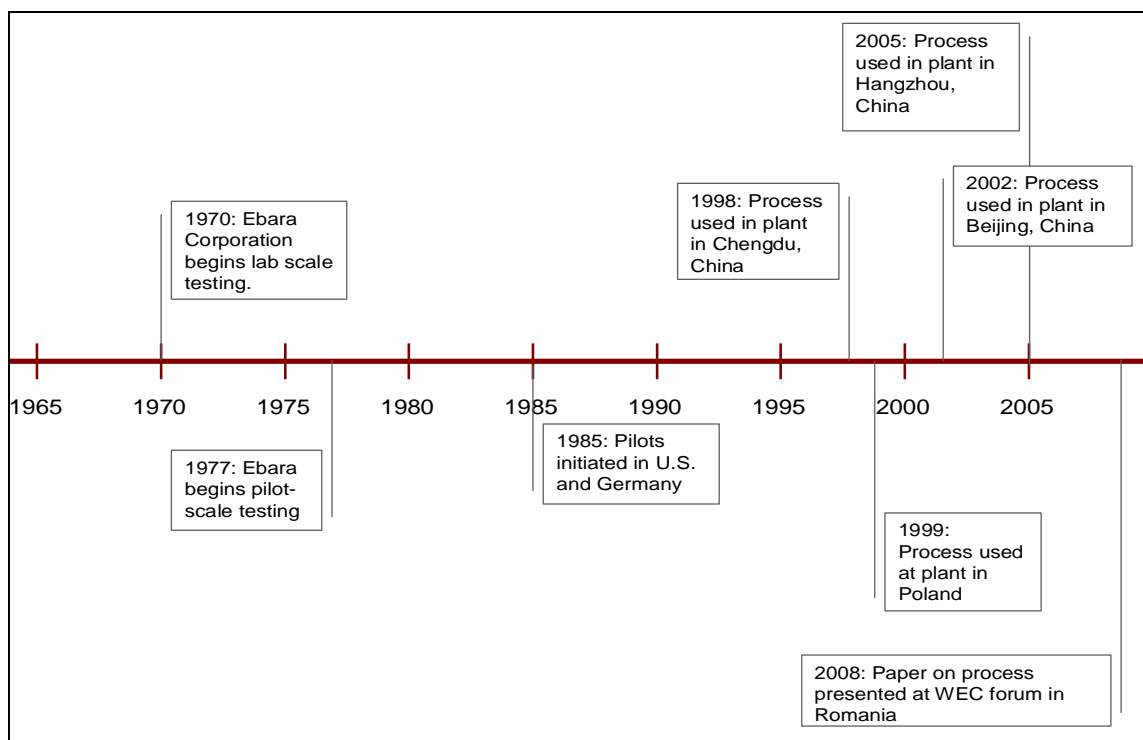 2005: Process
used in plant in
Hangzhou,
China
2002: Process
used in plant in
Beijing, China
1998: Process
used in plant
in Chengdu,
China
1970: Ebara
Corporation
begins lab scale
testing.
1965
1970
1975
1980
1985
1990
1995
2000
2005
1977: Ebara
begins pilot-
scale testing
1985: Pilots
initiated in U.S.
and Germany
1999:
Process used
at plant in
Poland
2008: Paper on process
presented at WEC forum in
Romania